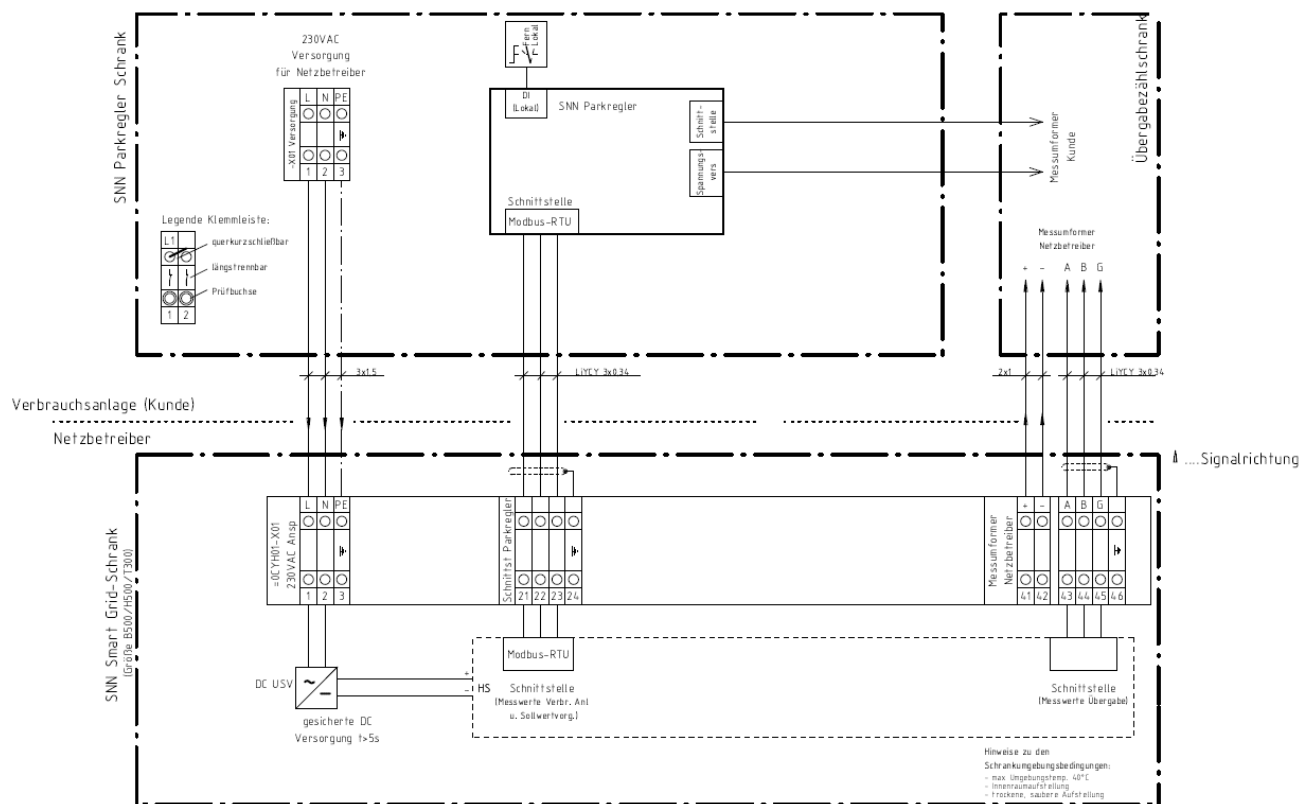 SNN Parkregler Schrank
230VAC
Versorgung
für Netzbetreiber
L N PE
-X01 Versorgung
1 2 3
Legende Klemmleiste:
L1
querkurzschließbar
längstrennbar
Prüfbuchse
1 2
Fern
Lokal
DI
(Lokal)
SNN Parkregler
Schnitt-
stelle
Spannungs-
vers
Schnittstelle
Modbus-RTU
Übergabezählschrank
Messumformer
Kunde
Messumformer
Netzbetreiber
+ - A B G
3x1.5
LiYCY 3x0.34
2x1
LiYCY 3x0.34
Verbrauchsanlage (Kunde)
Netzbetreiber
....Signalrichtung
SNN Smart Grid-Schrank
(Größe B500/H500/T300)
=0CYH01-X01
230VAC Ansp
L N PE
1 2 3
Schnittst Parkregler
21 22 23 24
Messumformer
Netzbetreiber
+ - A B G
41 42 43 44 45 46
DC USV
gesicherte DC
Versorgung t>5s
+
-
HS
Modbus-RTU
Schnittstelle
(Messwerte Verbr. Anl
u. Sollwertvorg.)
Schnittstelle
(Messwerte Übergabe)
Hinweise zu den
Schrankumgebungsbedingungen:
- max Umgebungstemp. 40°C
- Innenraumaufstellung
- trockene, saubere Aufstellung